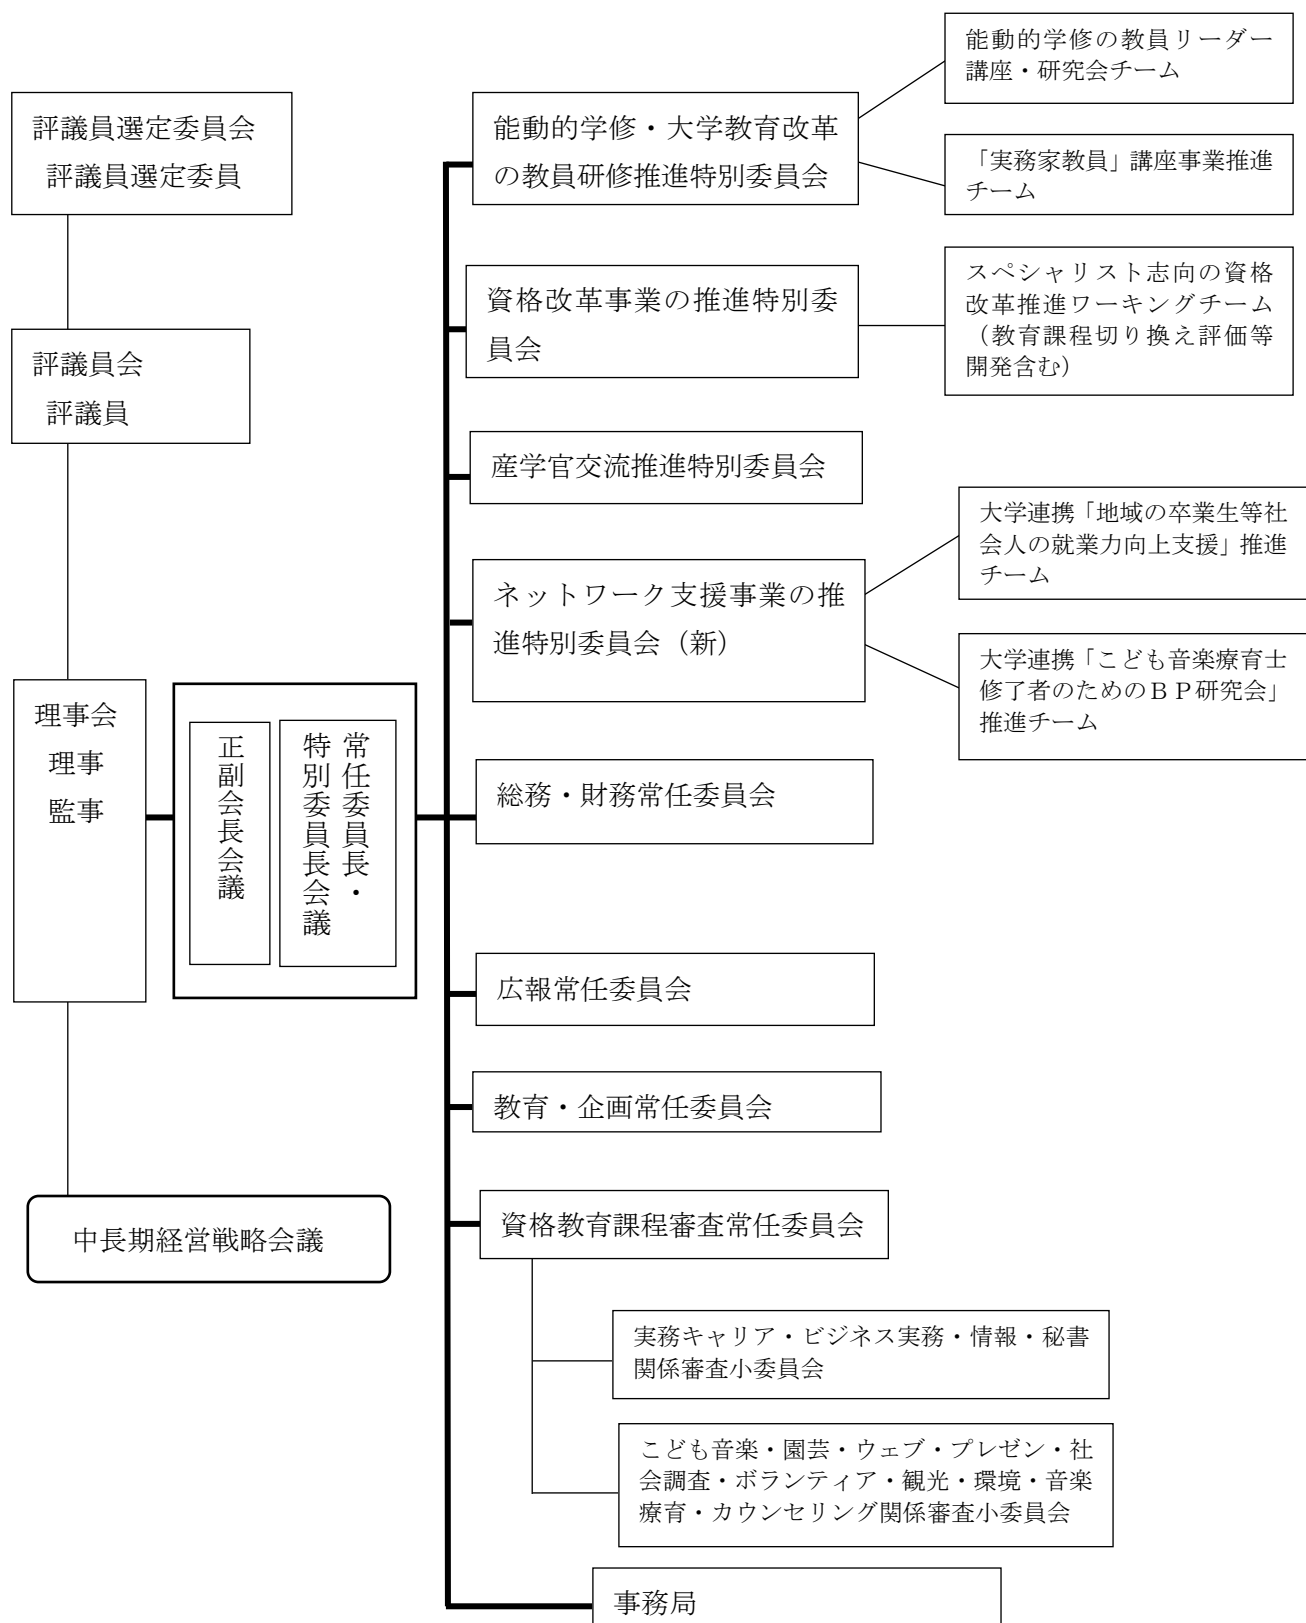 評議員選定委員会
評議員選定委員
評議員会
評議員
理事会
理事
監事
中長期経営戦略会議
正副会長会議
常任委員長・
特別委員長会議
能動的学修・大学教育改革
の教員研修推進特別委員会
能動的学修の教員リーダー
講座・研究会チーム
「実務家教員」講座事業推進
チーム
資格改革事業の推進特別委
員会
スペシャリスト志向の資格
改革推進ワーキングチーム
（教育課程切り換え評価等
開発含む）
産学官交流推進特別委員会
ネットワーク支援事業の推
進特別委員会（新）
大学連携「地域の卒業生等社
会人の就業力向上支援」推進
チーム
大学連携「こども音楽療育士
修了者のためのＢＰ研究会」
推進チーム
総務・財務常任委員会
広報常任委員会
教育・企画常任委員会
資格教育課程審査常任委員会
実務キャリア・ビジネス実務・情報・秘書
関係審査小委員会
こども音楽・園芸・ウェブ・プレゼン・社
会調査・ボランティア・観光・環境・音楽
療育・カウンセリング関係審査小委員会
事務局